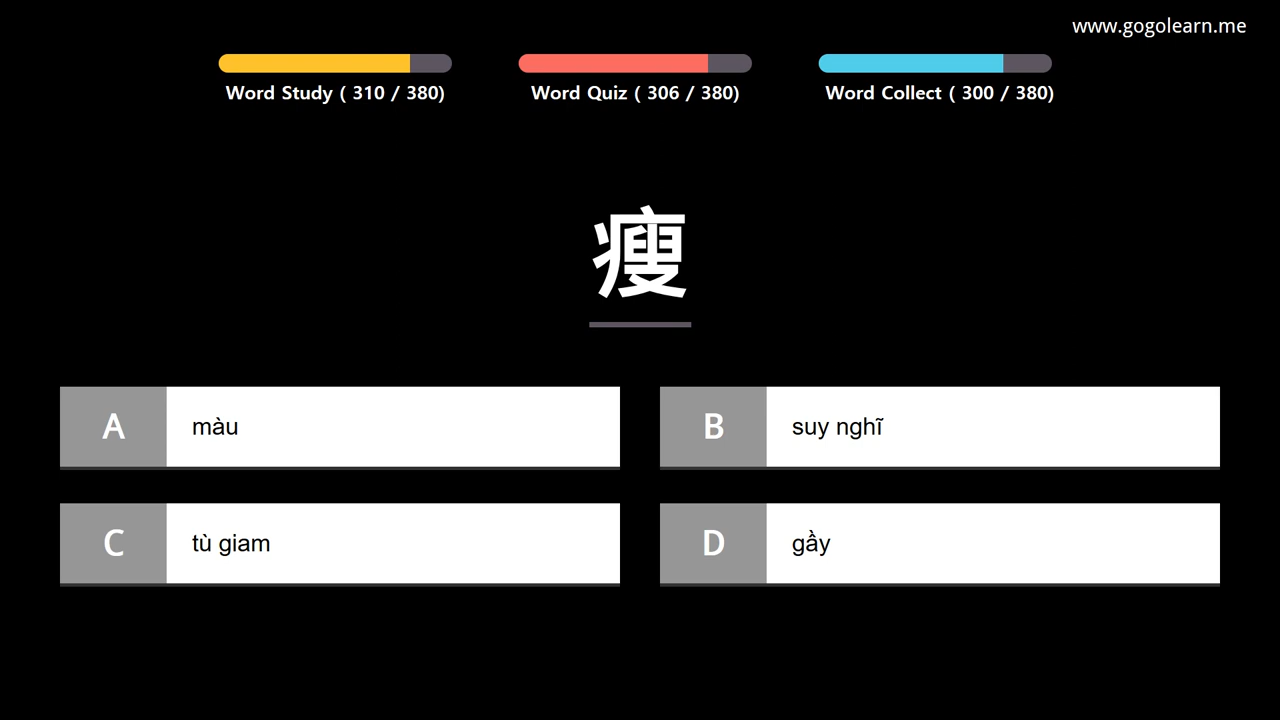 www.gogolearn.me
Word Study ( 310 / 380)
Word Quiz ( 306 / 380)
Word Collect ( 300 / 380)
瘦
A màu
B suy nghĩ
C tù giam
D gầy